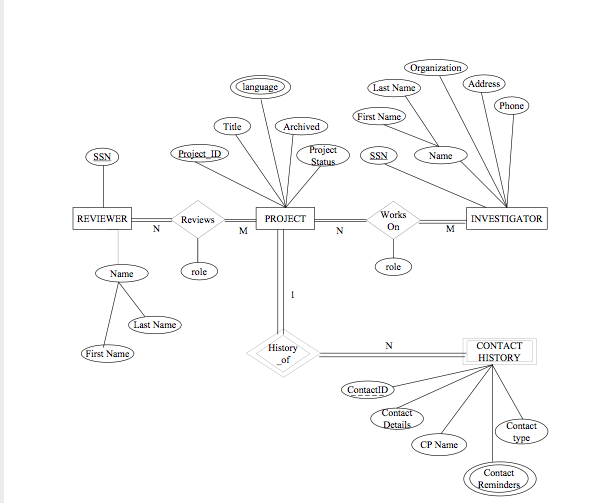 Organization
Last Name
Address
language
Phone
First Name
Title
Archived
Project_ID
Project
Status
SSN
Name
SSN
REVIEWER
Reviews
PROJECT
Works
On
INVESTIGATOR
N
M
N
M
Name
role
role
1
Last Name
First Name
History
_of
N
CONTACT
HISTORY
ContactID
Contact
Details
CP Name
Contact
type
Contact
Reminders